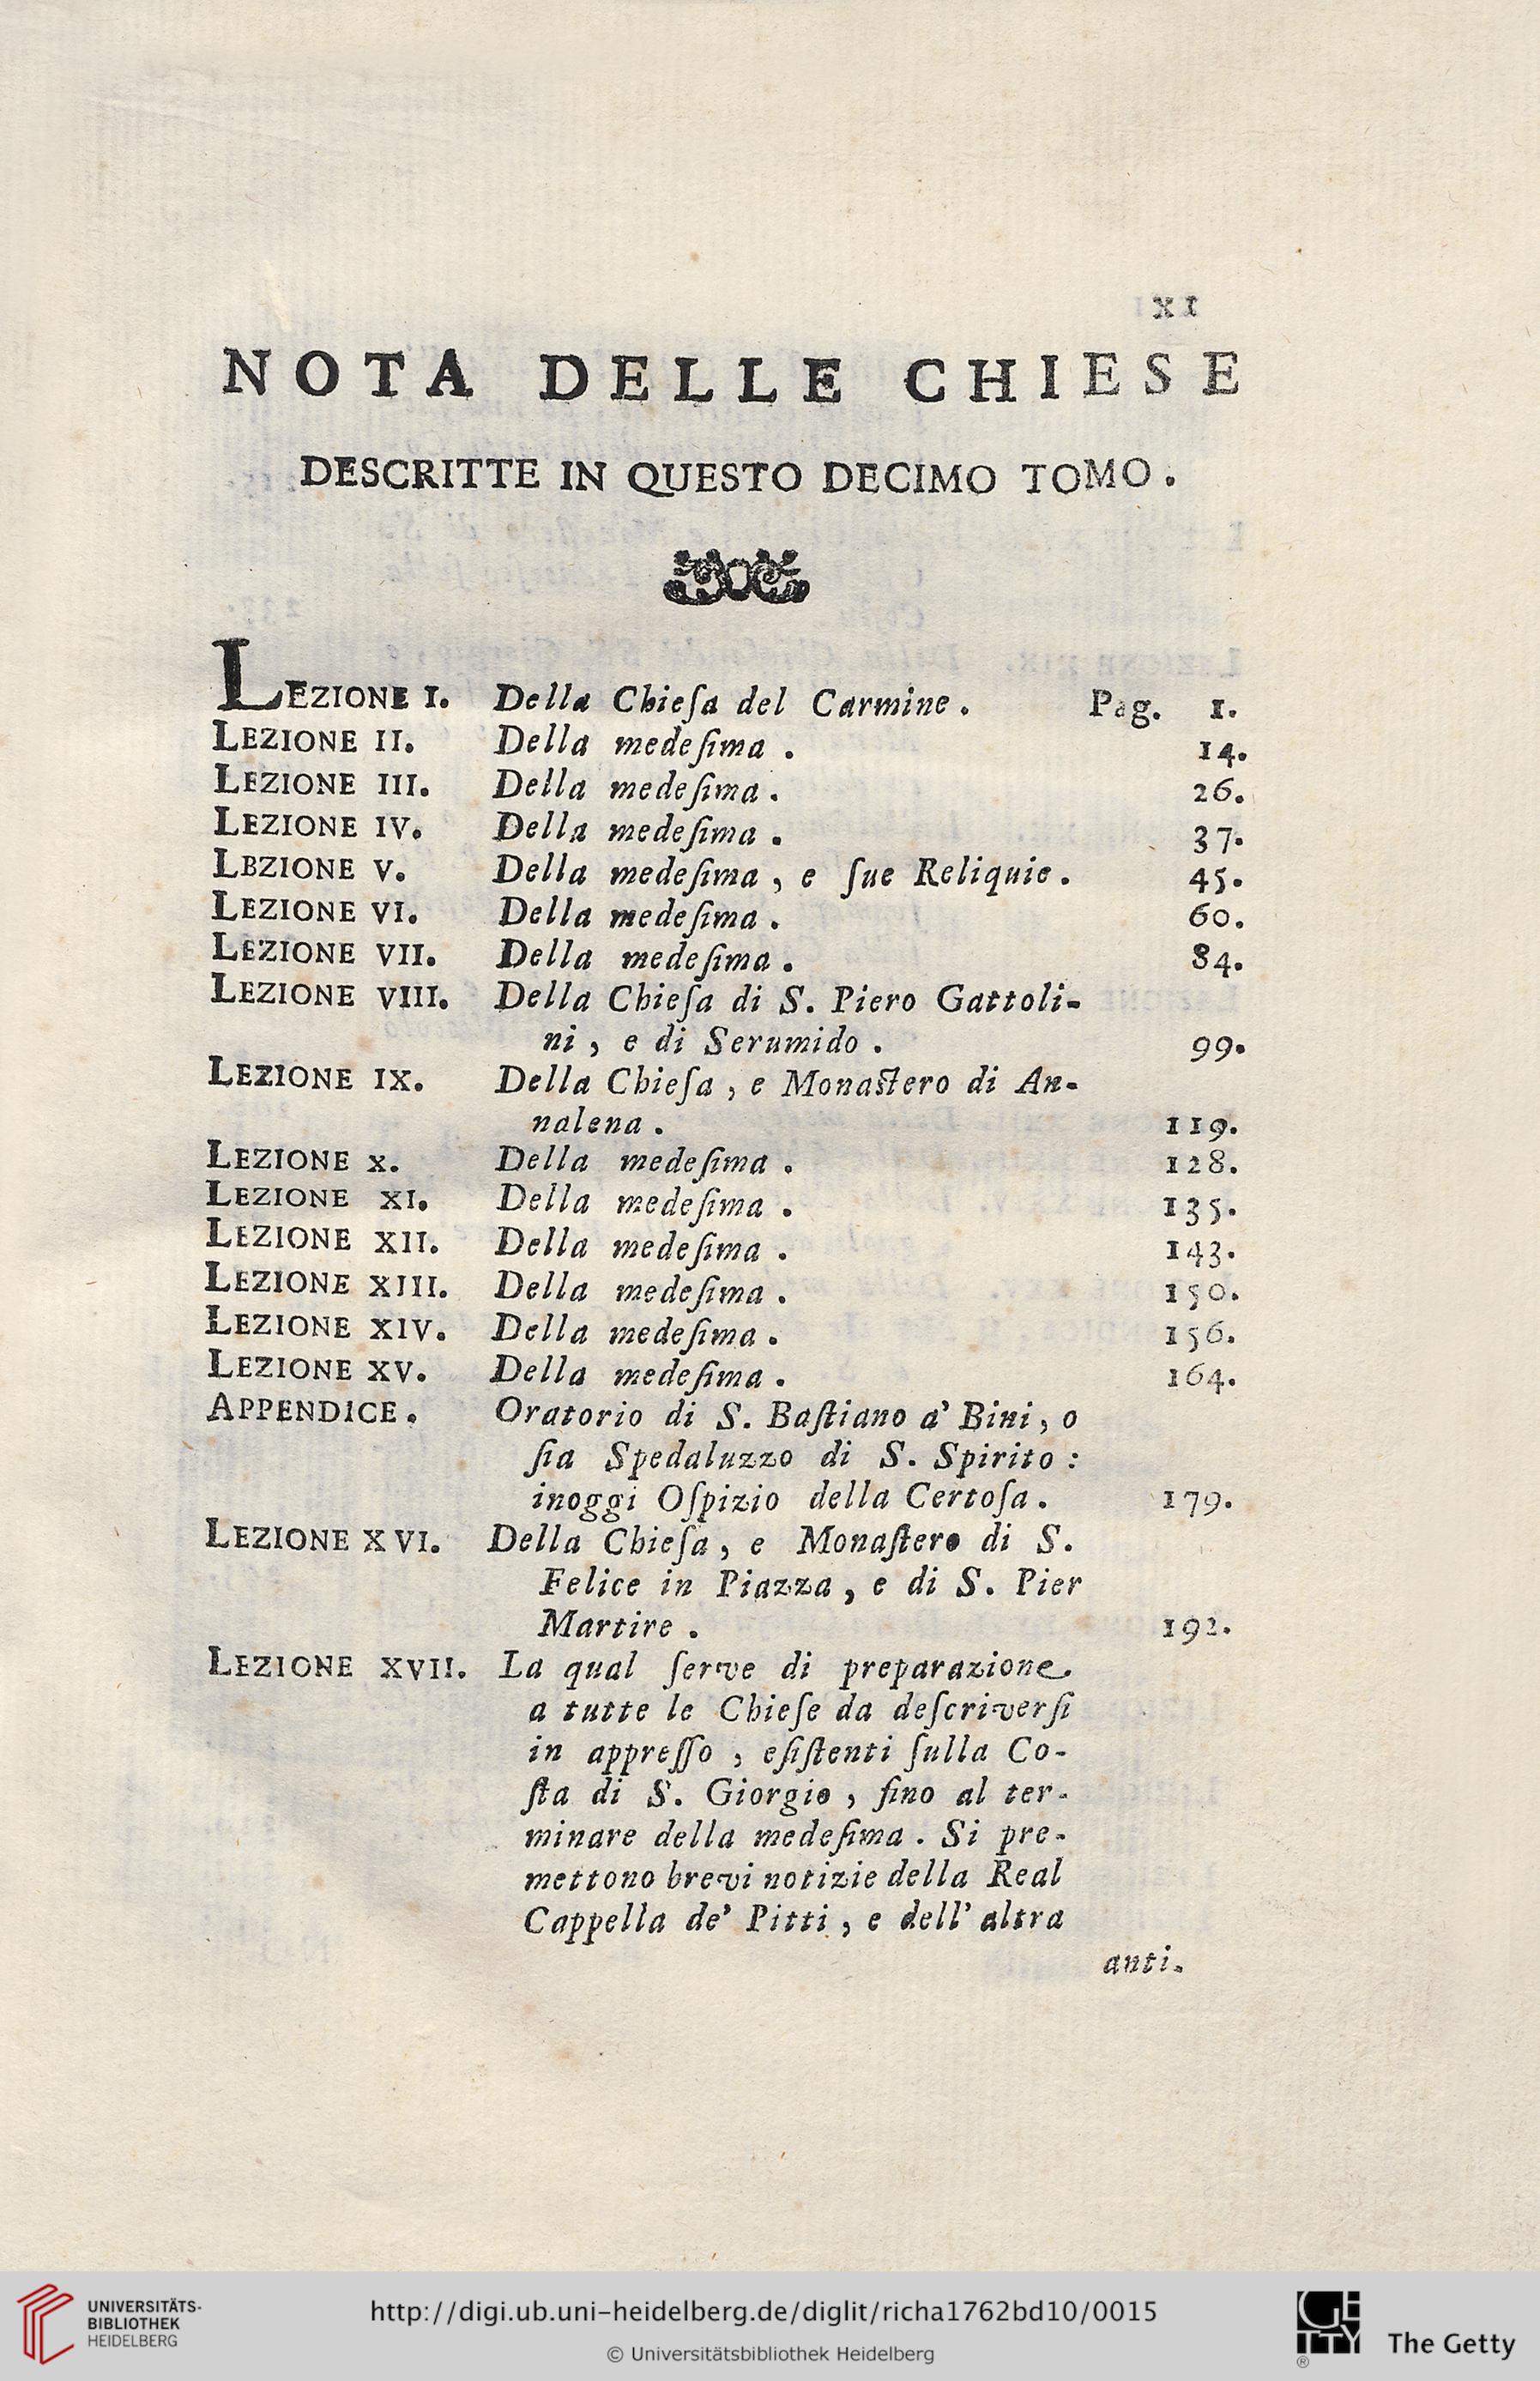 XI
NOTA DELLE CHIESE
DESCRITTE IN QUESTO DECIMO TOMO.
LEZIONE I. Della Chieſa del Carmine. Pag. 1.
LEZIONE II. Della medeſima. 14.
LEZIONE III. Della medeſima. 26.
LEZIONE IV. Della medeſima. 37.
LBZIONE V. Della medeſima, e ſue Reliquie. 45.
LEZIONE VI. Della medeſima. 60.
LEZIONE VII. Della medeſima. 84.
LEZIONE VIII. Della Chieſa di S. Piero Gattoli-
ni, e di Serumido. 99.
LEZIONE IX. Della Chieſa, e Monaſtero di An-
nalena. 119.
LEZIONE X. Della medeſima. 128.
LEZIONE XI. Della medeſima. 135.
LEZIONE XII. Della medeſima. 143.
LEZIONE XIII. Della medeſima. 150.
LEZIONE XIV. Della medeſima. 156.
LEZIONE XV. Della medeſima. 164.
APPENDICE. Oratorio di S. Baſtiano a' Bini, o
ſia Spedaluzzo di S. Spirito:
inoggi Oſpizio della Certoſa. 179.
LEZIONE XVI. Della Chieſa, e Monaſtero di S.
Felice in Piazza, e di S. Pier
Martire. 192.
LEZIONE XVII. La qual ſerve di preparazione
a tutte le Chieſe da deſcriverſi
in appreſſo, eſiſtenti ſulla Co-
ſta di S. Giorgio, ſino al ter-
minare della medeſima. Si pre-
mettono brevi notizie della Real
Cappella de' Pitti, e dell' altra
anti-
UNIVERSITÄTS-
BIBLIOTHEK
HEIDELBERG
http://digi.ub.uni-heidelberg.de/diglit/richa1762bd10/0015
© Universitätsbibliothek Heidelberg
GETTY
®
The Getty